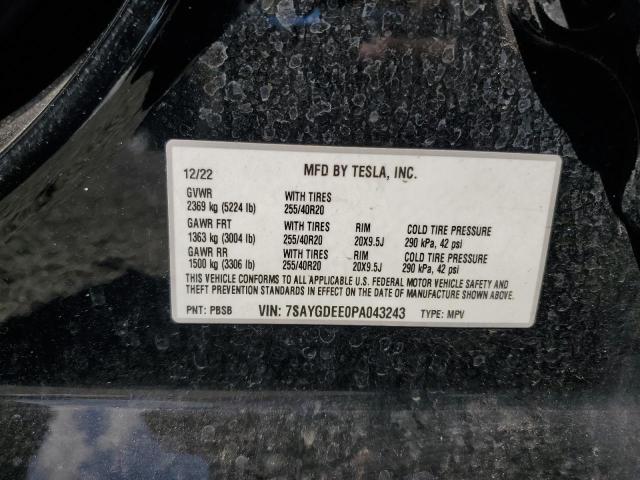 12/22 MFD BY TESLA, INC.
GVWR WITH TIRES
2369 kg (5224 lb) 255/40R20
GAWR FRT WITH TIRES RIM COLD TIRE PRESSURE
1363 kg (3004 lb) 255/40R20 20X9.5J 290 kPa, 42 psi
GAWR RR WITH TIRES RIM COLD TIRE PRESSURE
1500 kg (3306 lb) 255/40R20 20X9.5J 290 kPa, 42 psi
THIS VEHICLE CONFORMS TO ALL APPLICABLE U.S. FEDERAL MOTOR VEHICLE SAFETY AND
THEFT PREVENTION STANDARDS IN EFFECT ON THE DATE OF MANUFACTURE SHOWN ABOVE.
PNT: PBSB VIN: 7SAYGDEE0PA043243 TYPE: MPV